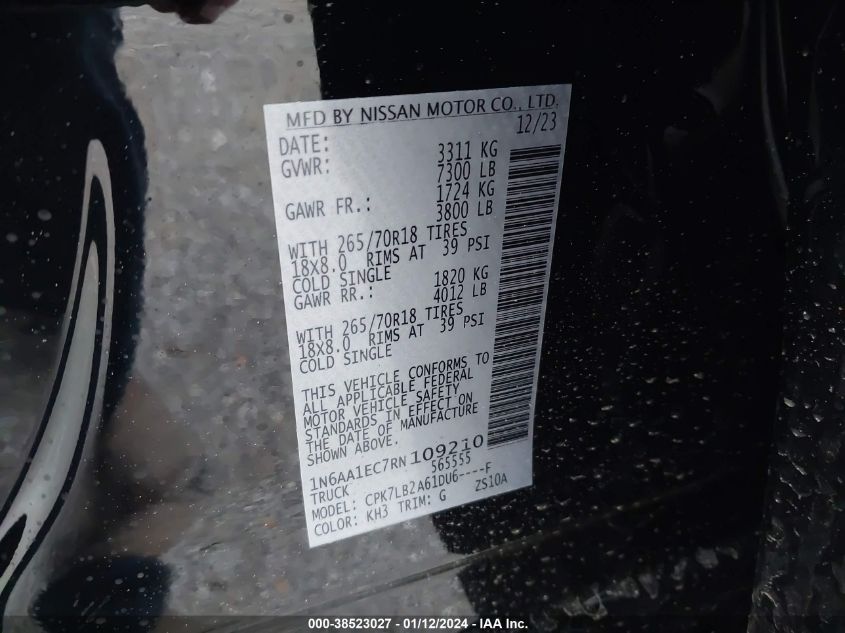 MFD BY NISSAN MOTOR CO., LTD.
DATE: 12/23
GVWR: 3311 KG
7300 LB
GAWR FR.: 1724 KG
3800 LB
WITH 265/70R18 TIRES
18X8.0 RIMS AT 39 PSI
COLD SINGLE
GAWR RR.: 1820 KG
4012 LB
WITH 265/70R18 TIRES
18X8.0 RIMS AT 39 PSI
COLD SINGLE
THIS VEHICLE CONFORMS TO
ALL APPLICABLE FEDERAL
MOTOR VEHICLE SAFETY
STANDARDS IN EFFECT ON
THE DATE OF MANUFACTURE
SHOWN ABOVE.
1N6AA1EC7RN109210
TRUCK 565555
MODEL: CPK7LB2A61DU6----F
COLOR: KH3 TRIM: G ZS10A
000-38523027 - 01/12/2024 - IAA Inc.